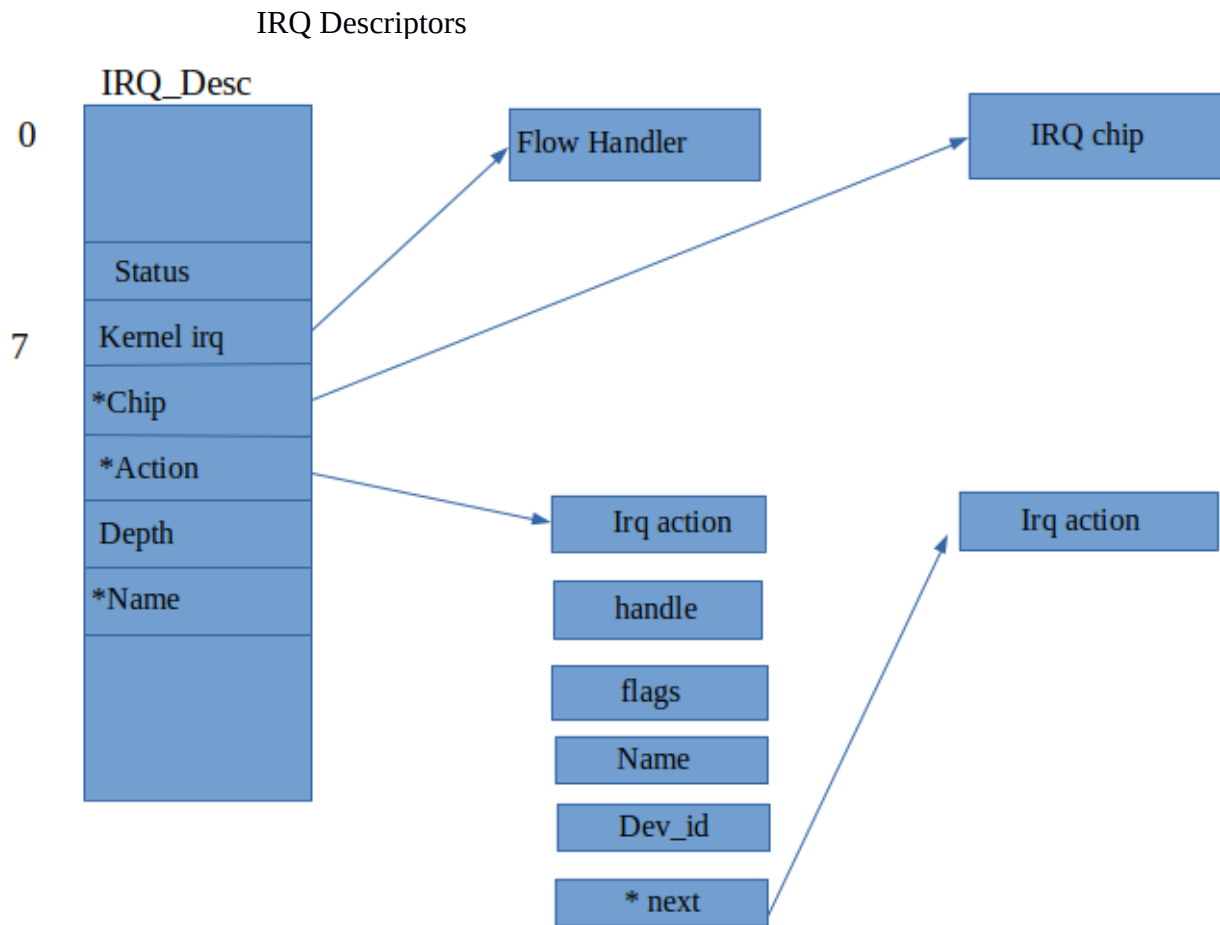 IRQ Descriptors
IRQ_Desc
0
Flow Handler
IRQ chip
Status
7
Kernel irq
*Chip
*Action
Depth
*Name
Irq action
Irq action
handle
flags
Name
Dev_id
* next